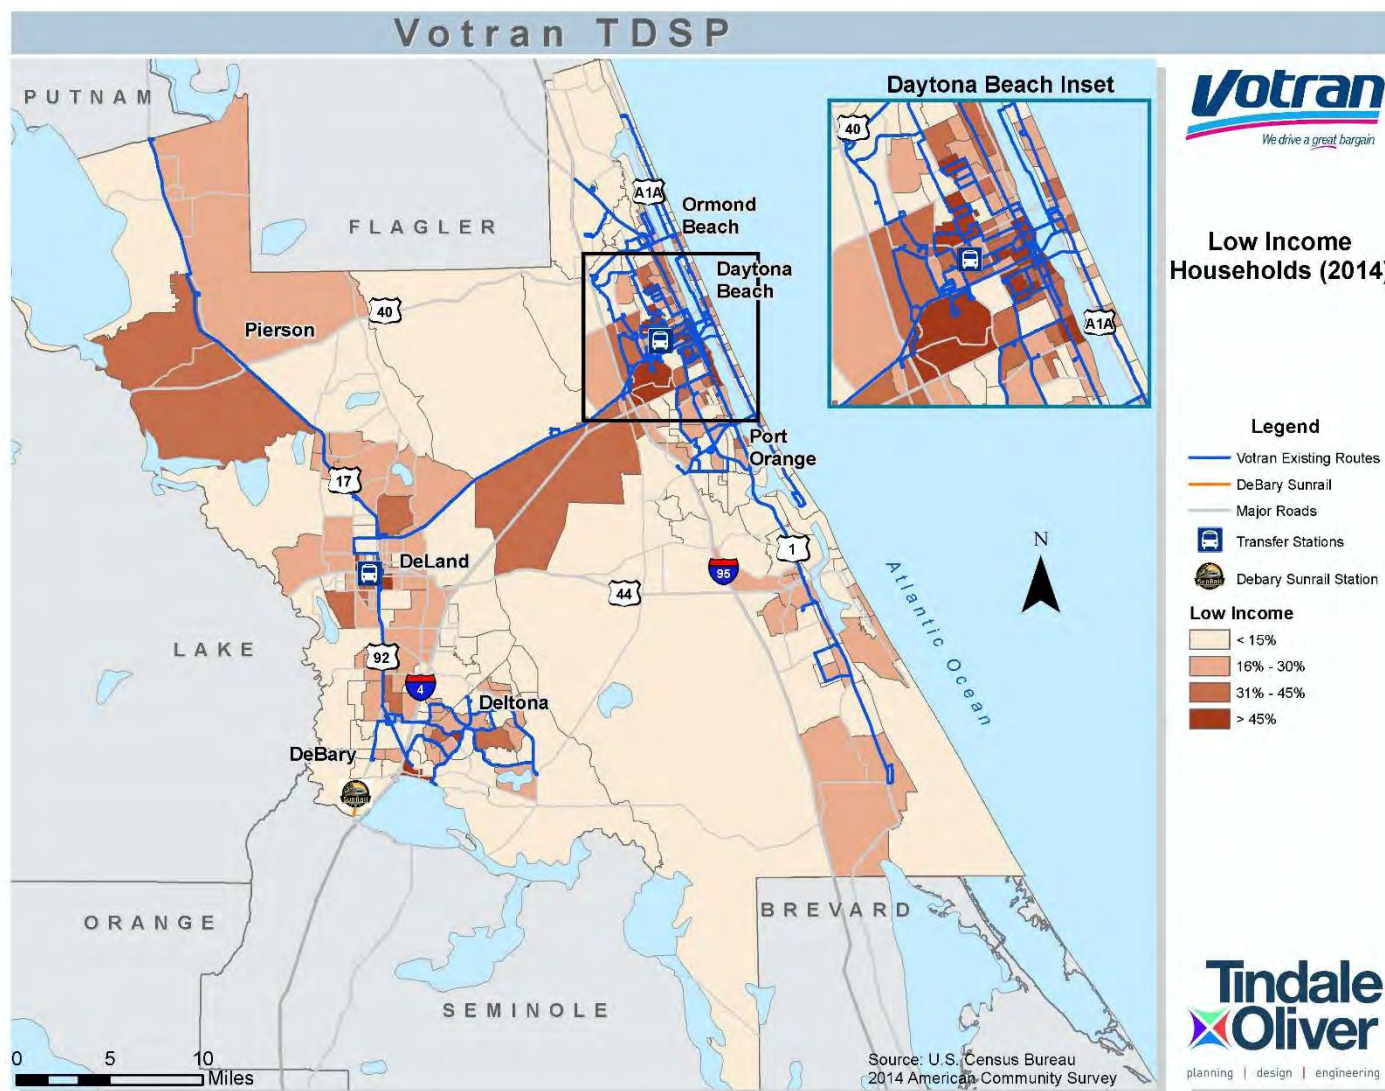 Votran TDSP
PUTNAM
FLAGLER
40
A1A
Ormond
Beach
Daytona
Beach
Pierson
Port
Orange
17
DeLand
1
95
44
92
4
LAKE
Deltona
DeBary
SunRail
Atlantic Ocean
ORANGE
SEMINOLE
BREVARD
0 5 10
Miles
Source: U.S. Census Bureau
2014 American Community Survey
N
Daytona Beach Inset
40
A1A
Votran
We drive a great bargain
Low Income
Households (2014)
Legend
Votran Existing Routes
DeBary Sunrail
Major Roads
Transfer Stations
SunRail
Debary Sunrail Station
Low Income
< 15%
16% - 30%
31% - 45%
> 45%
Tindale
Oliver
planning | design | engineering